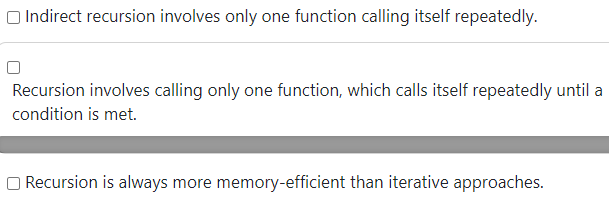 Indirect recursion involves only one function calling itself repeatedly.
Recursion involves calling only one function, which calls itself repeatedly until a
condition is met.
Recursion is always more memory-efficient than iterative approaches.